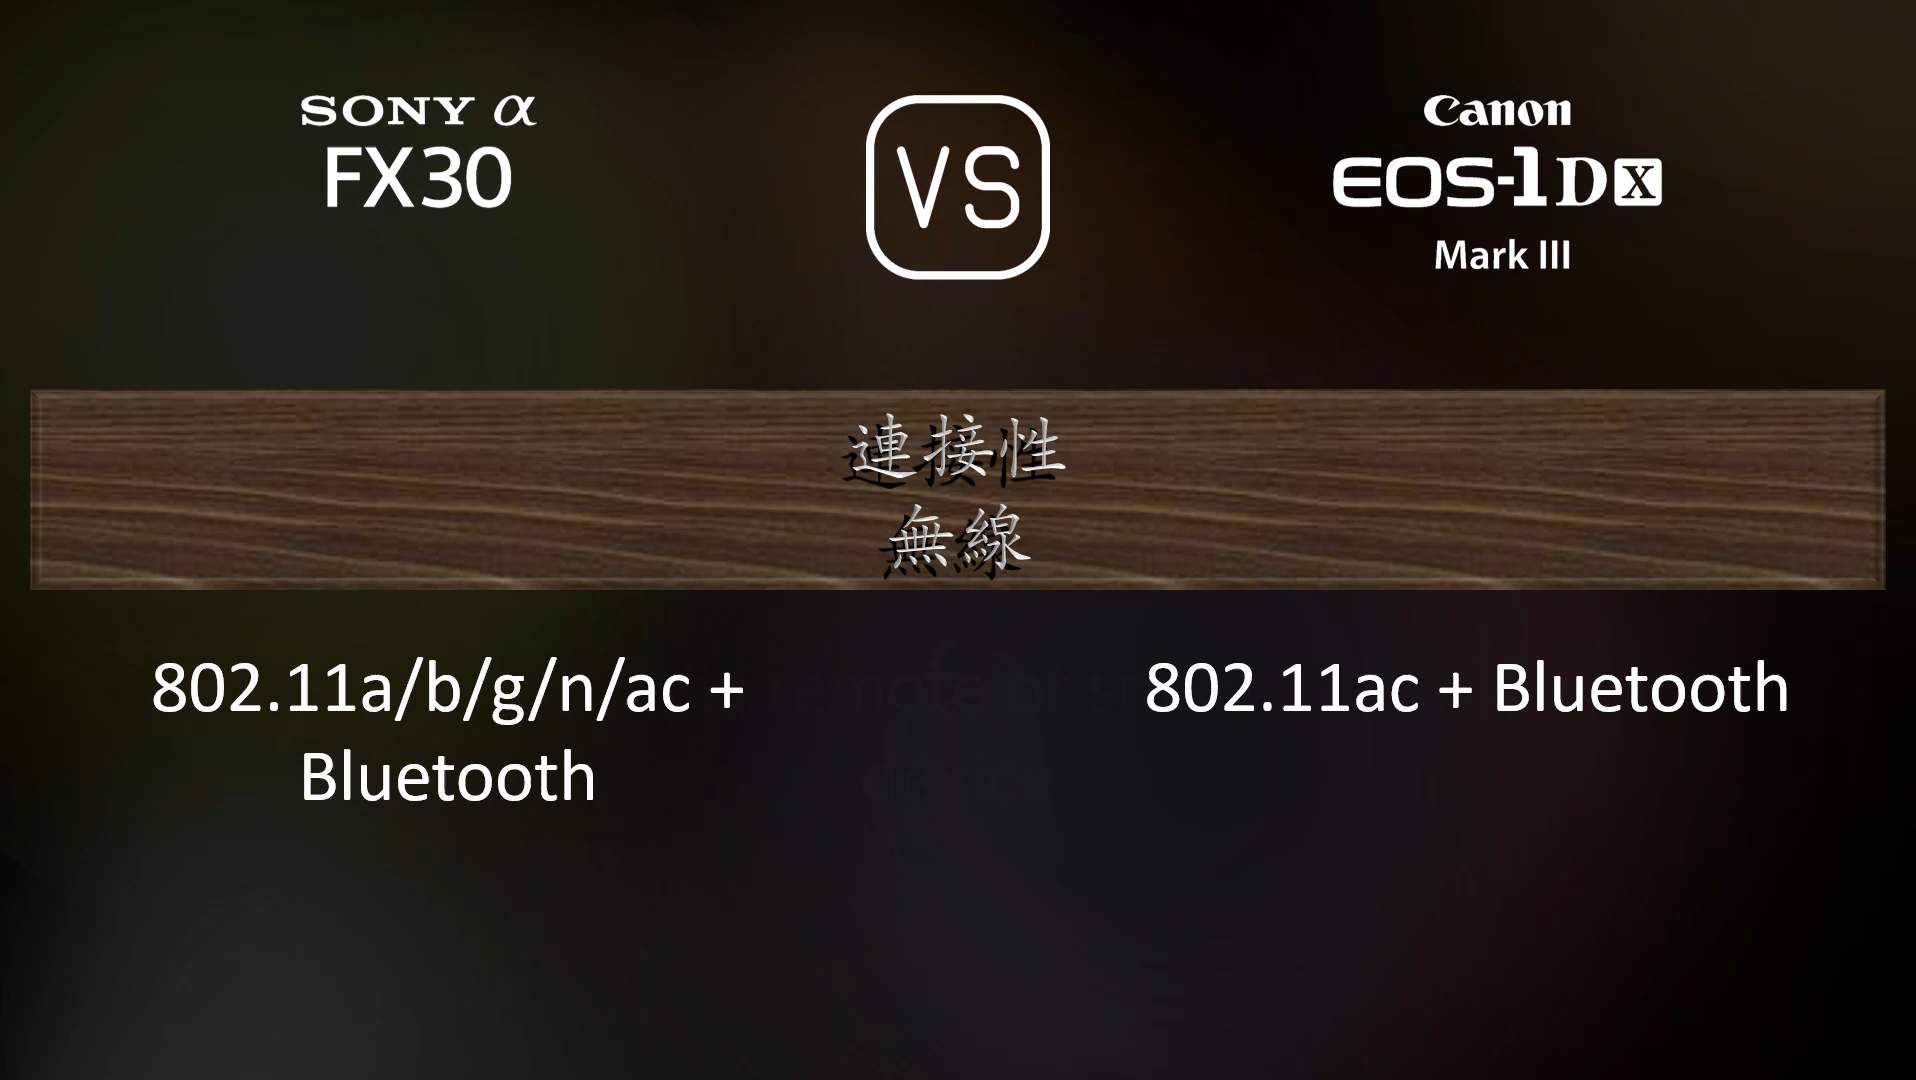 SONY α
FX30
VS
Canon
EOS-1DX
Mark III
連接性
無線
802.11a/b/g/n/ac +
Bluetooth
802.11ac + Bluetooth